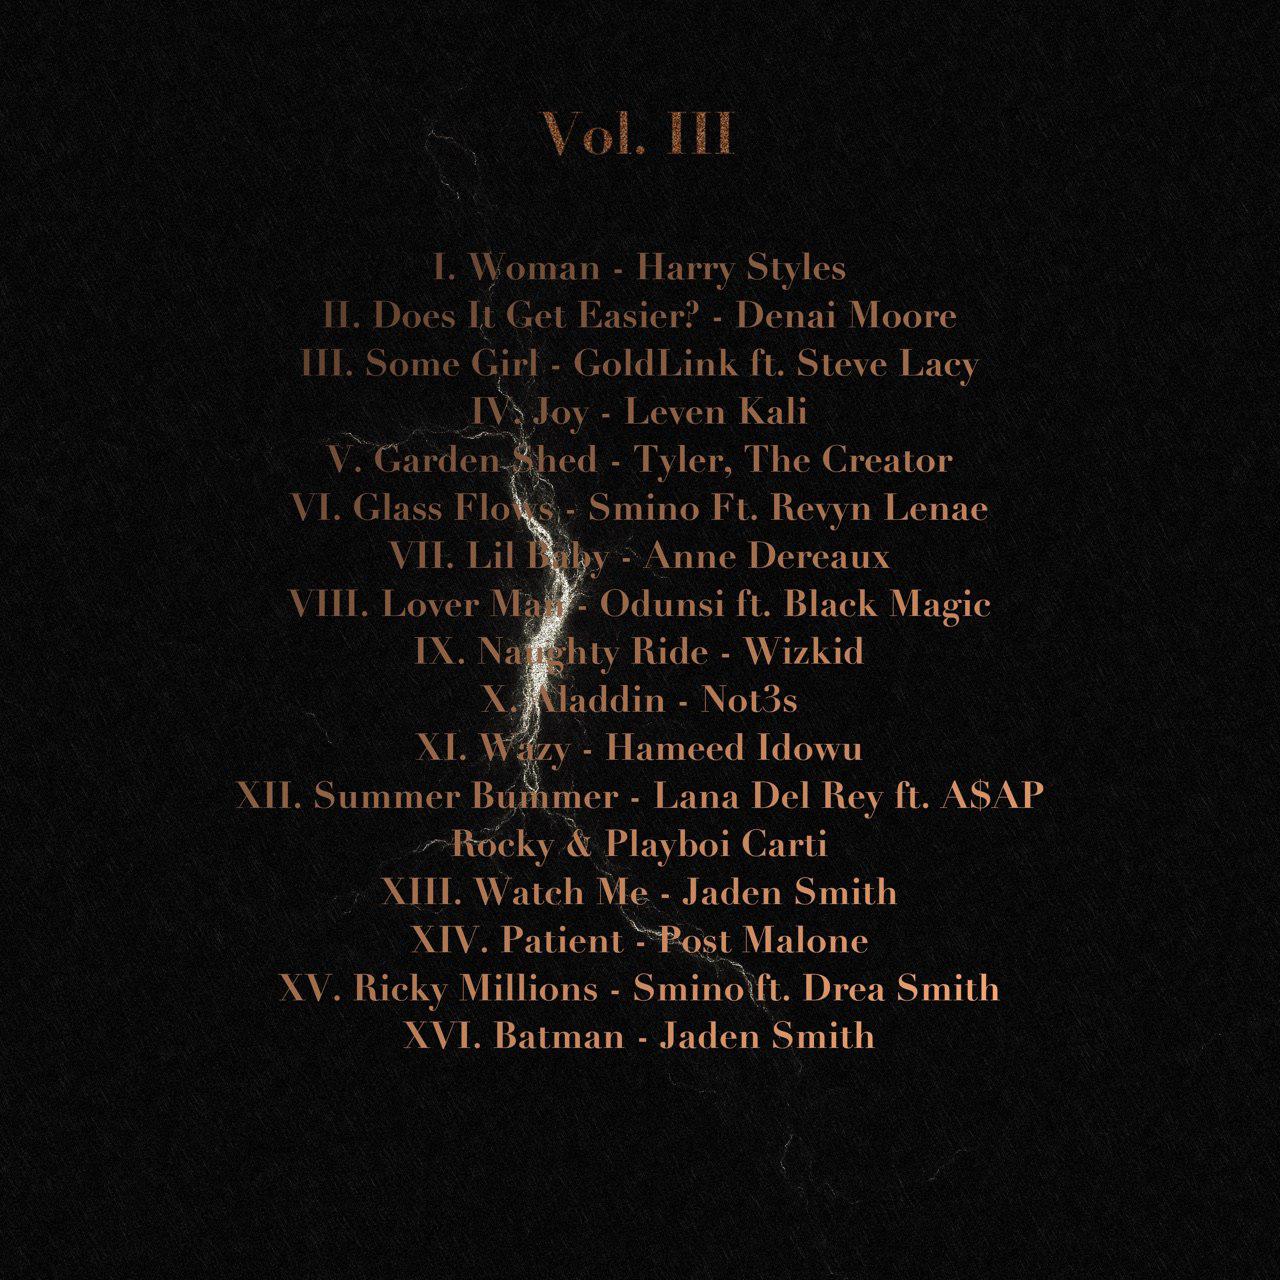 Vol. III
I. Woman - Harry Styles
II. Does It Get Easier? - Denai Moore
III. Some Girl - GoldLink ft. Steve Lacy
IV. Joy - Leven Kali
V. Garden Shed - Tyler, The Creator
VI. Glass Flows - Smino Ft. Revyn Lenae
VII. Lil Baby - Anne Dereaux
VIII. Lover Man - Odunsi ft. Black Magic
IX. Naughty Ride - Wizkid
X. Aladdin - Not3s
XI. Wazy - Hameed Idowu
XII. Summer Bummer - Lana Del Rey ft. A$AP
Rocky & Playboi Carti
XIII. Watch Me - Jaden Smith
XIV. Patient - Post Malone
XV. Ricky Millions - Smino ft. Drea Smith
XVI. Batman - Jaden Smith